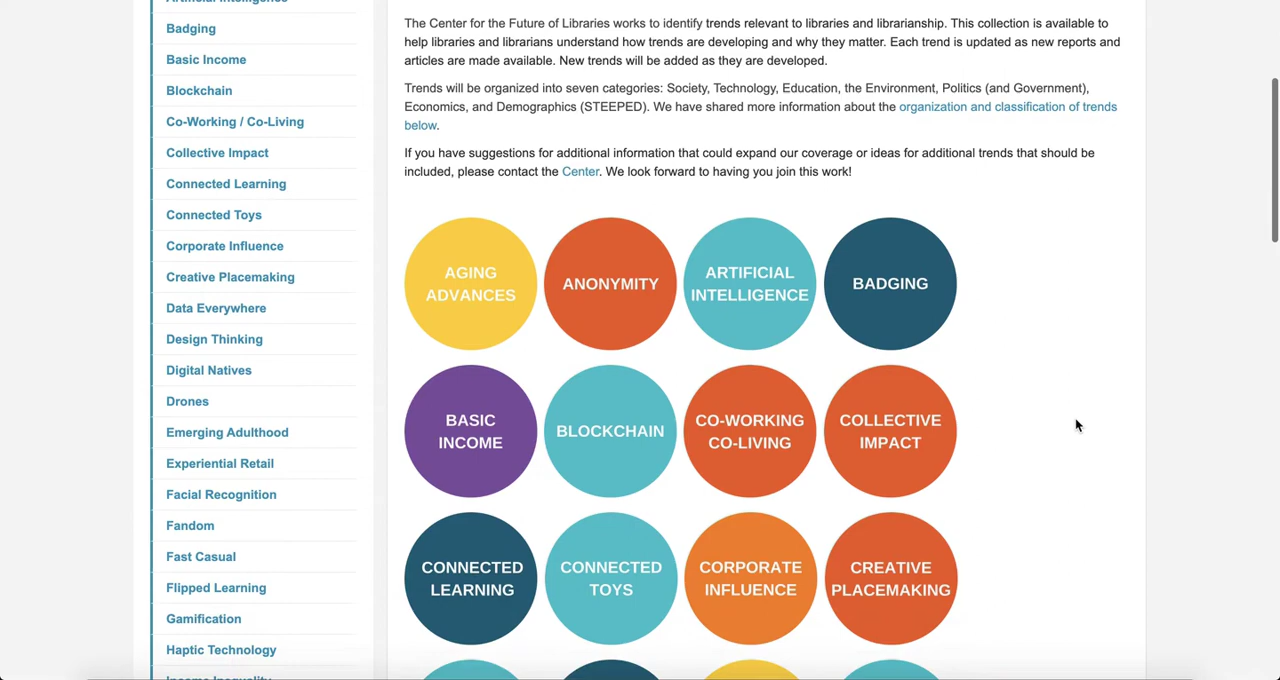 Artificial Intelligence
Badging
Basic Income
Blockchain
Co-Working / Co-Living
Collective Impact
Connected Learning
Connected Toys
Corporate Influence
Creative Placemaking
Data Everywhere
Design Thinking
Digital Natives
Drones
Emerging Adulthood
Experiential Retail
Facial Recognition
Fandom
Fast Casual
Flipped Learning
Gamification
Haptic Technology
Income Inequality
The Center for the Future of Libraries works to identify trends relevant to libraries and librarianship. This collection is available to
help libraries and librarians understand how trends are developing and why they matter. Each trend is updated as new reports and
articles are made available. New trends will be added as they are developed.
Trends will be organized into seven categories: Society, Technology, Education, the Environment, Politics (and Government),
Economics, and Demographics (STEEPED). We have shared more information about the organization and classification of trends
below.
If you have suggestions for additional information that could expand our coverage or ideas for additional trends that should be
included, please contact the Center. We look forward to having you join this work!
AGING
ADVANCES
ANONYMITY
ARTIFICIAL
INTELLIGENCE
BADGING
BASIC
INCOME
BLOCKCHAIN
CO-WORKING
CO-LIVING
COLLECTIVE
IMPACT
CONNECTED
LEARNING
CONNECTED
TOYS
CORPORATE
INFLUENCE
CREATIVE
PLACEMAKING